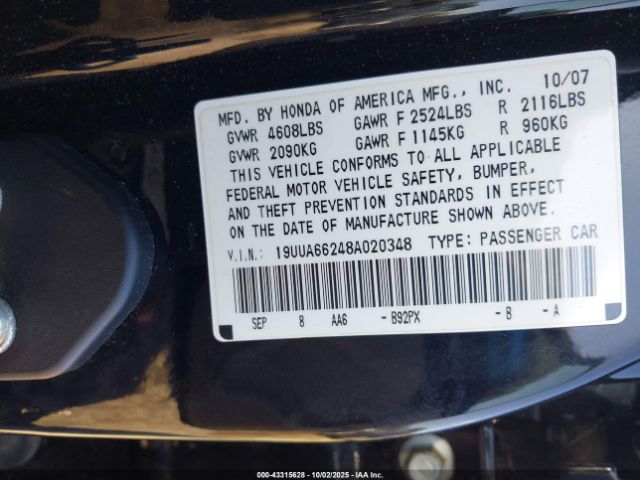 MFD. BY HONDA OF AMERICA MFG., INC. 10/07
GVWR 4608LBS GAWR F 2524LBS R 2116LBS
GVWR 2090KG GAWR F 1145KG R 960KG
THIS VEHICLE CONFORMS TO ALL APPLICABLE
FEDERAL MOTOR VEHICLE SAFETY, BUMPER,
AND THEFT PREVENTION STANDARDS IN EFFECT
ON THE DATE OF MANUFACTURE SHOWN ABOVE.
V.I.N.: 19UUA66248A020348 TYPE: PASSENGER CAR
SEP 8 AA6 -B92PX -B -A
000-43315628 - 10/02/2025 - IAA Inc.